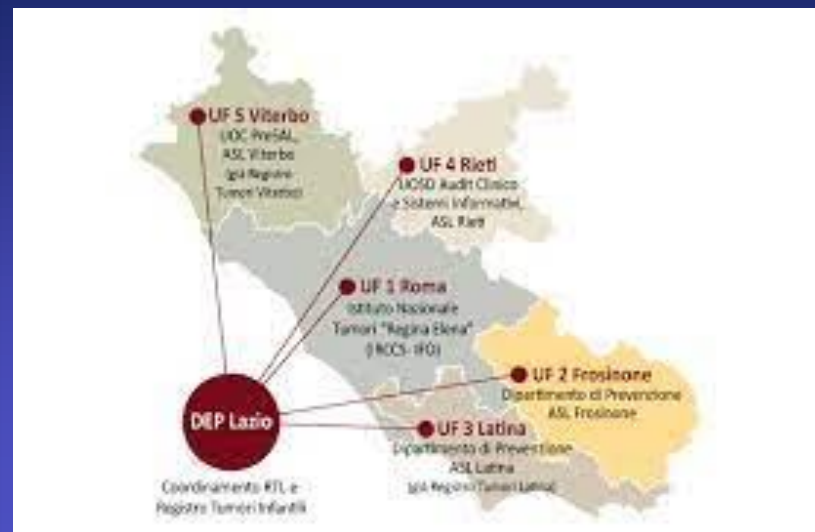 UF 5 Viterbo
UOC PreSAL,
ASL Viterbo
(già Registro
Tumori Viterbo)
UF 4 Rieti
UOSD Audit Clinico
e Sistemi Informativi,
ASL Rieti
UF 1 Roma
Istituto Nazionale
Tumori "Regina Elena"
(IRCCS- IFO)
UF 2 Frosinone
Dipartimento di Prevenzione
ASL Frosinone
DEP Lazio
UF 3 Latina
Dipartimento di Prevenzione
ASL Latina
(già Registro Tumori Latina)
Coordinamento RTL e
Registro Tumori Infantili